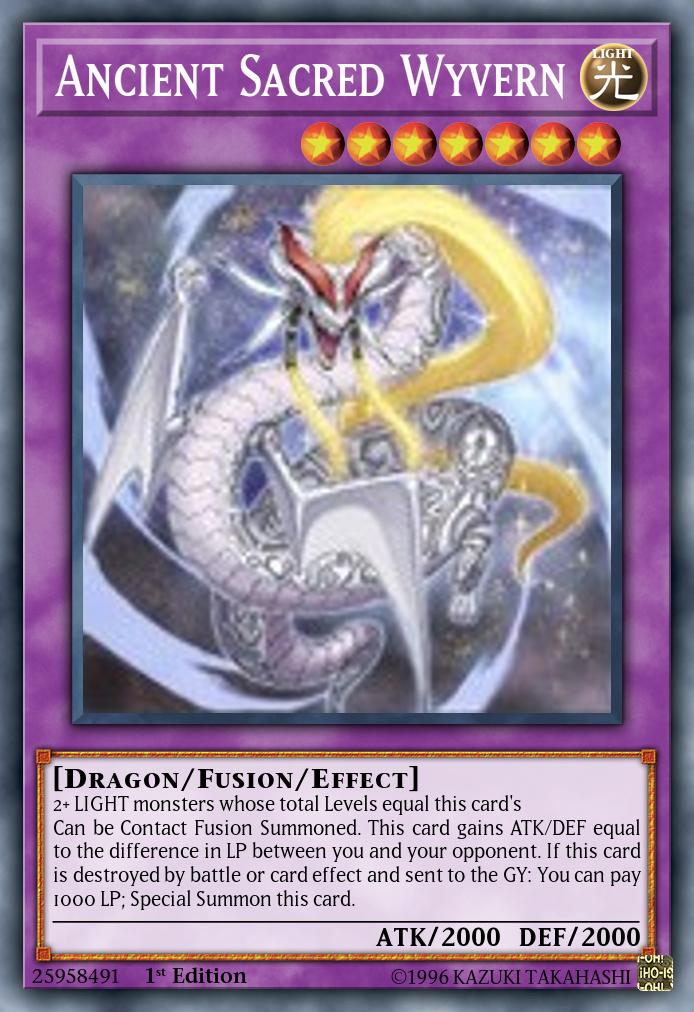 ANCIENT SACRED WYVERN
LIGHT
光
[DRAGON/FUSION/EFFECT]
2+ LIGHT monsters whose total Levels equal this card's
Can be Contact Fusion Summoned. This card gains ATK/DEF equal
to the difference in LP between you and your opponent. If this card
is destroyed by battle or card effect and sent to the GY: You can pay
1000 LP; Special Summon this card.
ATK/2000 DEF/2000
25958491 1st Edition ©1996 KAZUKI TAKAHASHI